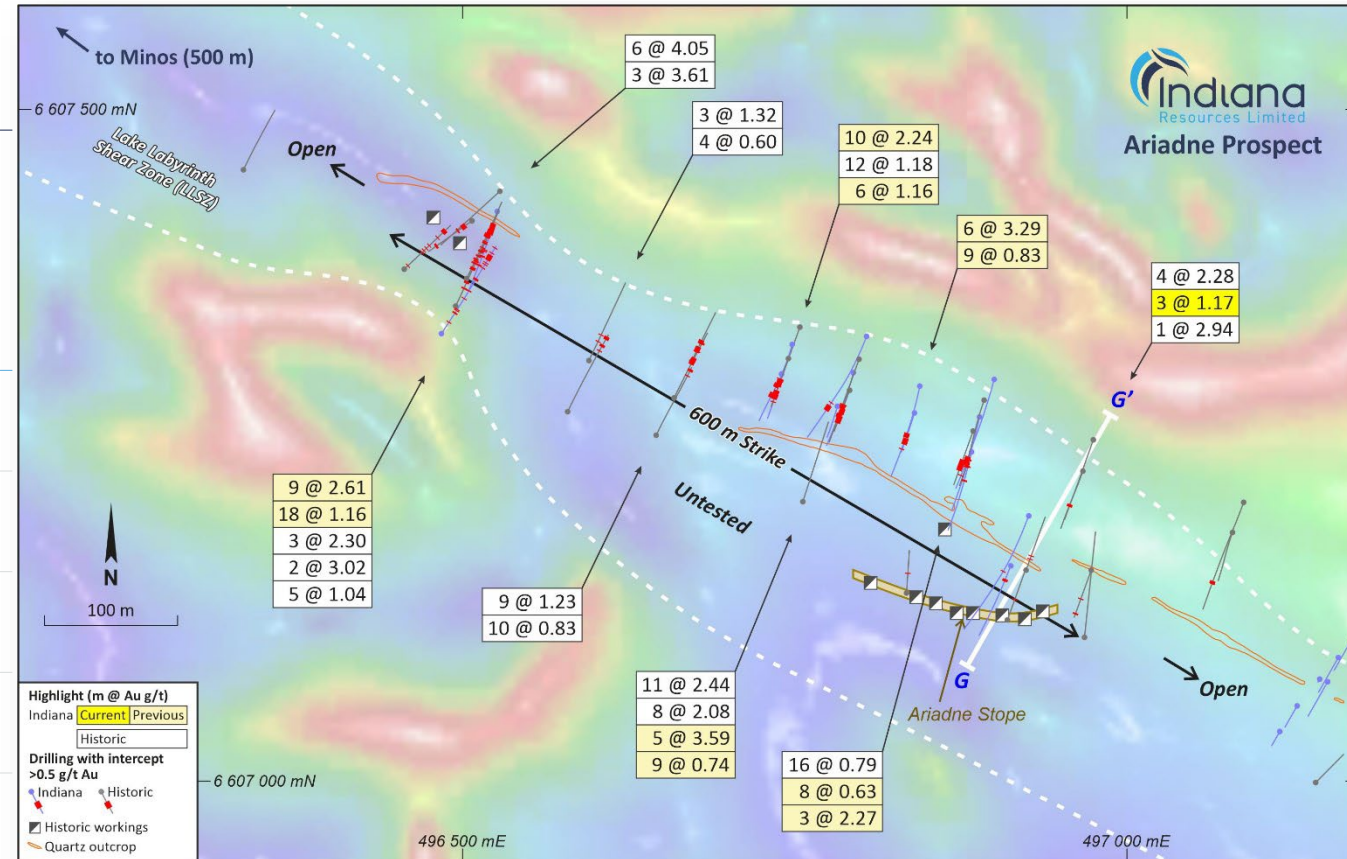 to Minos (500 m)
6 607 500 mN
Lake Labyrinth
Shear Zone (LLSZ)
Open
6 @ 4.05
3 @ 3.61
3 @ 1.32
4 @ 0.60
10 @ 2.24
12 @ 1.18
6 @ 1.16
6 @ 3.29
9 @ 0.83
Indiana
Resources Limited
Ariadne Prospect
4 @ 2.28
3 @ 1.17
1 @ 2.94
G'
600 m Strike
Untested
9 @ 2.61
18 @ 1.16
3 @ 2.30
2 @ 3.02
5 @ 1.04
N
100 m
9 @ 1.23
10 @ 0.83
11 @ 2.44
8 @ 2.08
5 @ 3.59
9 @ 0.74
G
Ariadne Stope
Open
16 @ 0.79
8 @ 0.63
3 @ 2.27
Highlight (m @ Au g/t)
Indiana Current Previous
Historic
Drilling with intercept
>0.5 g/t Au
Indiana Historic
Historic workings
Quartz outcrop
6 607 000 mN
496 500 mE
497 000 mE